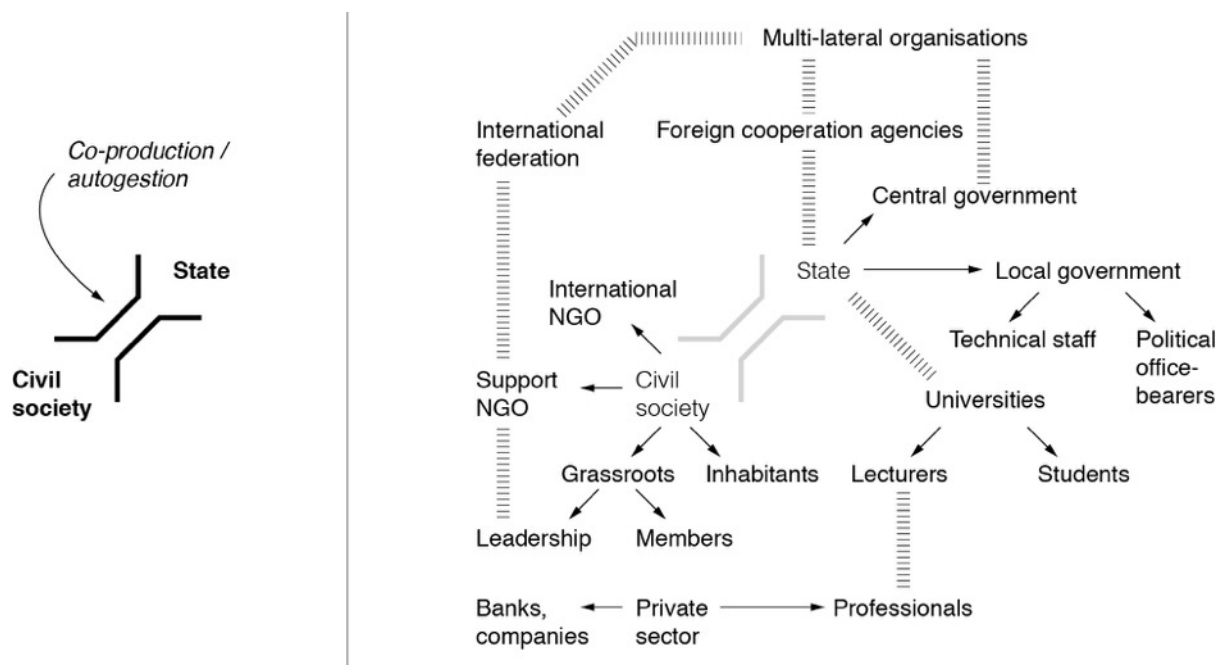 Co-production /
autogestion
State
Civil
society
Multi-lateral organisations
International
federation
Foreign cooperation agencies
Central government
State
Local government
International
NGO
Technical staff
Political
office-
bearers
Support
NGO
Civil
society
Universities
Grassroots
Inhabitants
Lecturers
Students
Leadership
Members
Banks,
companies
Private
sector
Professionals